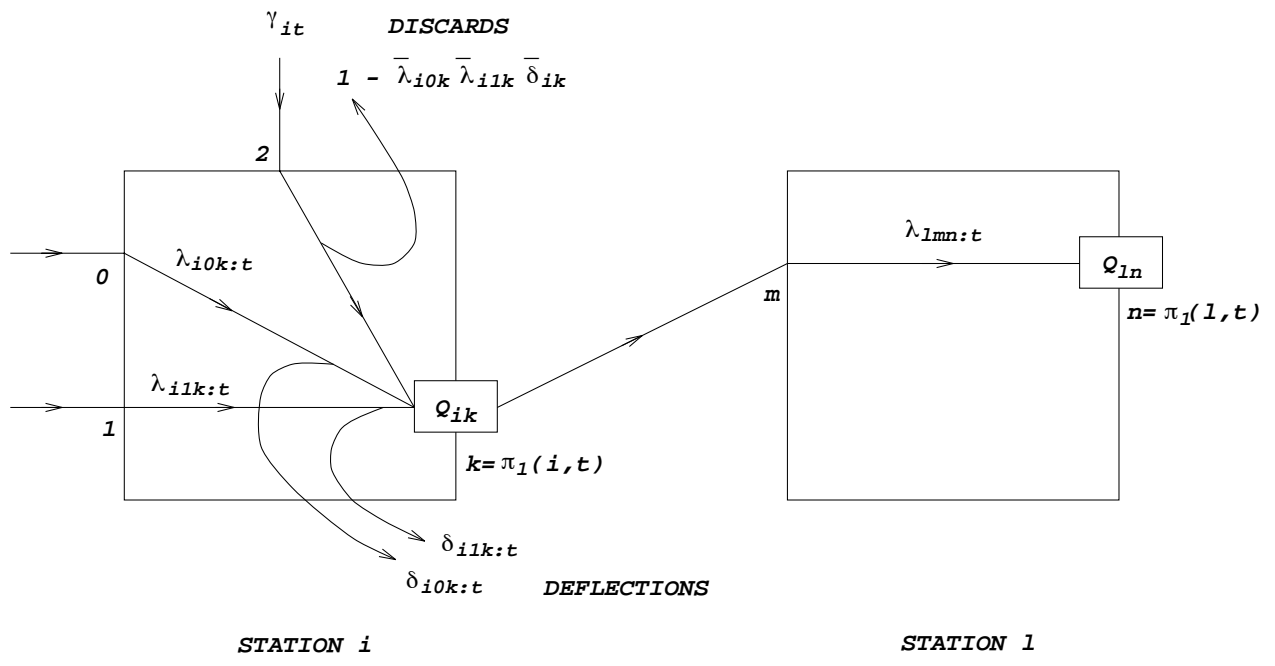 γit
DISCARDS
1 - λ̅i0k λ̅i1k δ̅ik
2
λi0k:t
0
λi1k:t
1
Qik
k=π1(i,t)
λlmn:t
m
Qln
n=π1(l,t)
δi1k:t
δi0k:t
DEFLECTIONS
STATION i
STATION l